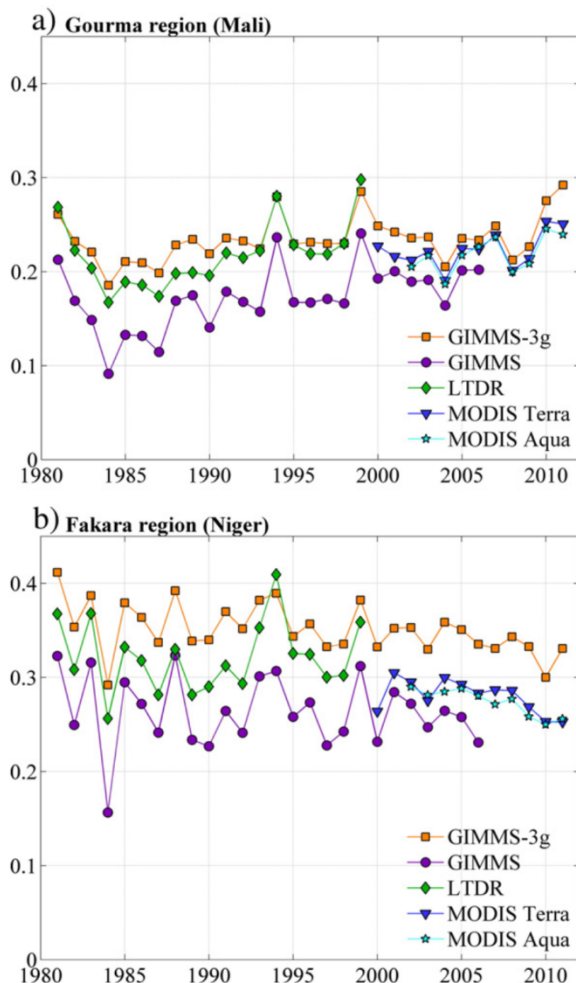 a) Gourma region (Mali)
0.4
0.3
0.2
0.1
0
GIMMS-3g
GIMMS
LTDR
MODIS Terra
MODIS Aqua
1980 1985 1990 1995 2000 2005 2010
b) Fakara region (Niger)
0.4
0.3
0.2
0.1
0
GIMMS-3g
GIMMS
LTDR
MODIS Terra
MODIS Aqua
1980 1985 1990 1995 2000 2005 2010